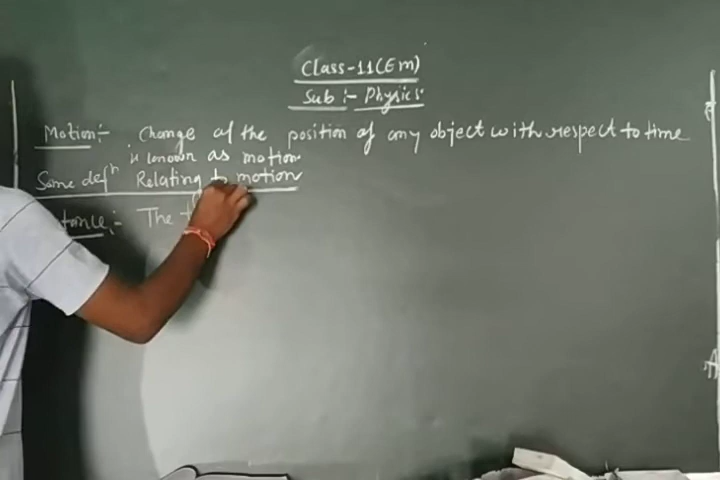 Class-11(Em)
Sub :- Physics:
Motion:- Change of the position of any object with respect to time
is known as motion
Some defⁿ Relating to motion
tance:- The